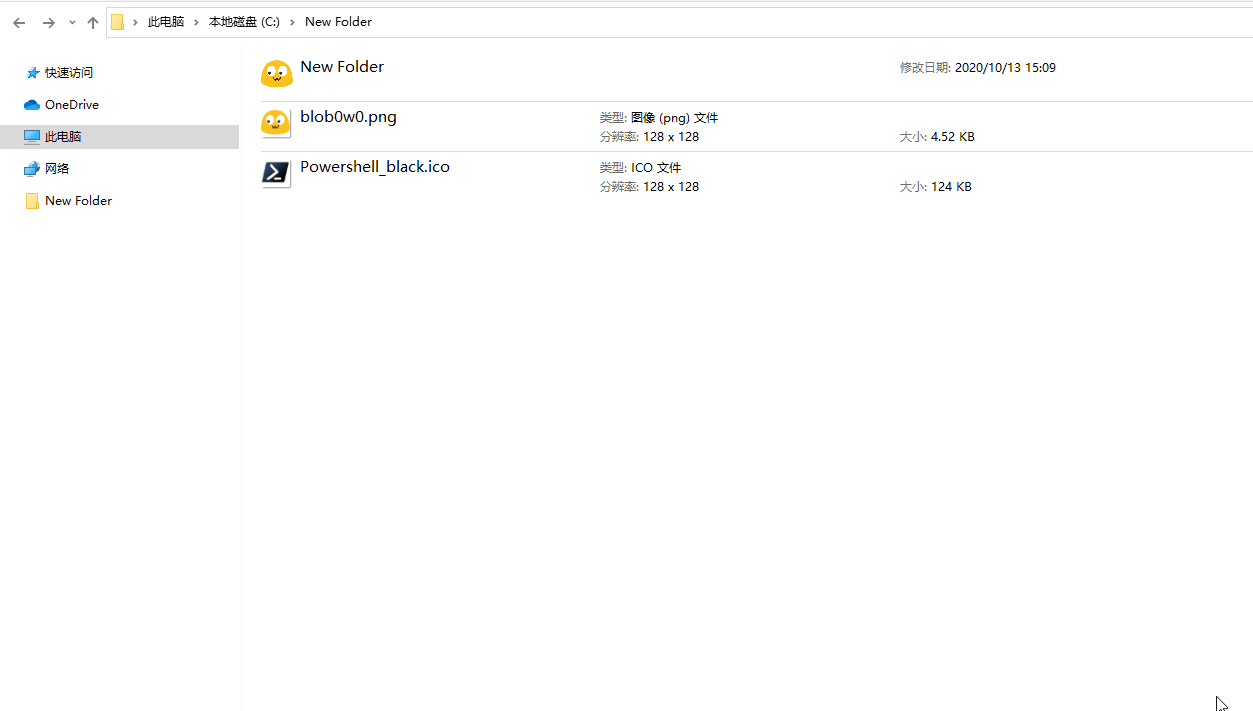 此电脑 › 本地磁盘 (C:) › New Folder
快速访问
OneDrive
此电脑
网络
New Folder
New Folder 修改日期: 2020/10/13 15:09
blob0w0.png 类型: 图像 (png) 文件
分辨率: 128 x 128 大小: 4.52 KB
Powershell_black.ico 类型: ICO 文件
分辨率: 128 x 128 大小: 124 KB